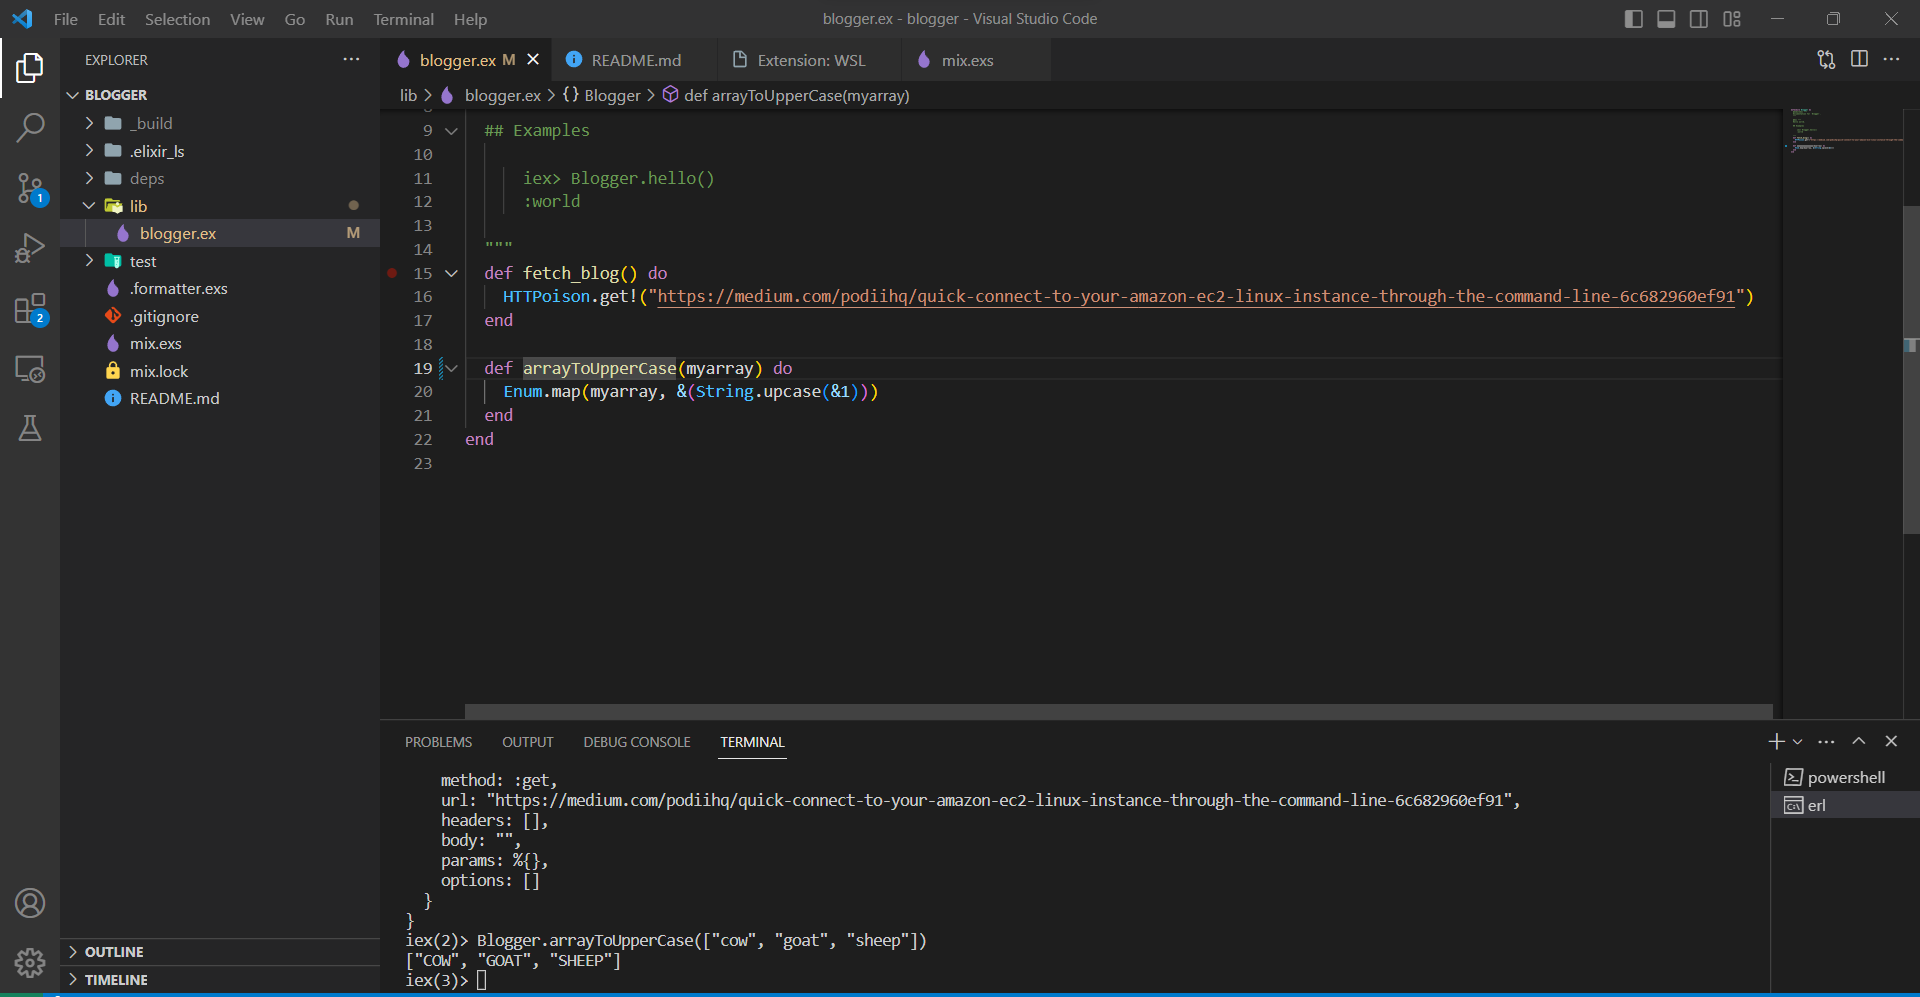 File Edit Selection View Go Run Terminal Help
blogger.ex - blogger - Visual Studio Code
EXPLORER
BLOGGER
_build
.elixir_ls
deps
lib
blogger.ex M
test
.formatter.exs
.gitignore
mix.exs
mix.lock
README.md
OUTLINE
TIMELINE
1
2
blogger.ex M README.md Extension: WSL mix.exs
lib > blogger.ex > {} Blogger > def arrayToUpperCase(myarray)
9 ## Examples
10
11 iex> Blogger.hello()
12 :world
13
14 """
15 def fetch_blog() do
16 HTTPoison.get!("https://medium.com/podiihq/quick-connect-to-your-amazon-ec2-linux-instance-through-the-command-line-6c682960ef91")
17 end
18
19 def arrayToUpperCase(myarray) do
20 Enum.map(myarray, &(String.upcase(&1)))
21 end
22 end
23
PROBLEMS OUTPUT DEBUG CONSOLE TERMINAL
method: :get,
url: "https://medium.com/podiihq/quick-connect-to-your-amazon-ec2-linux-instance-through-the-command-line-6c682960ef91",
headers: [],
body: "",
params: %{},
options: []
}
}
iex(2)> Blogger.arrayToUpperCase(["cow", "goat", "sheep"])
["COW", "GOAT", "SHEEP"]
iex(3)>
powershell
erl